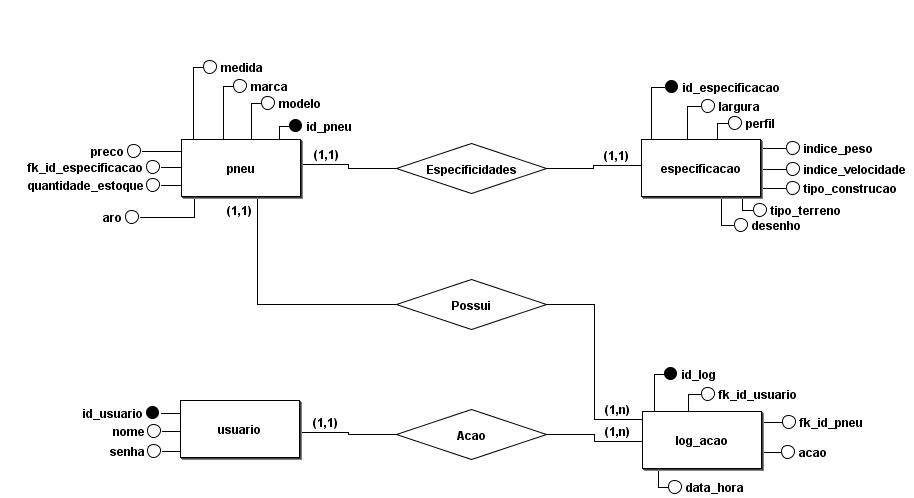 medida
marca
modelo
id_pneu
preco
fk_id_especificacao
quantidade_estoque
aro
pneu
(1,1)
(1,1)
Especificidades
(1,1)
id_especificacao
largura
perfil
especificacao
indice_peso
indice_velocidade
tipo_construcao
tipo_terreno
desenho
Possui
id_usuario
nome
senha
usuario
(1,1)
Acao
(1,n)
(1,n)
id_log
fk_id_usuario
log_acao
fk_id_pneu
acao
data_hora